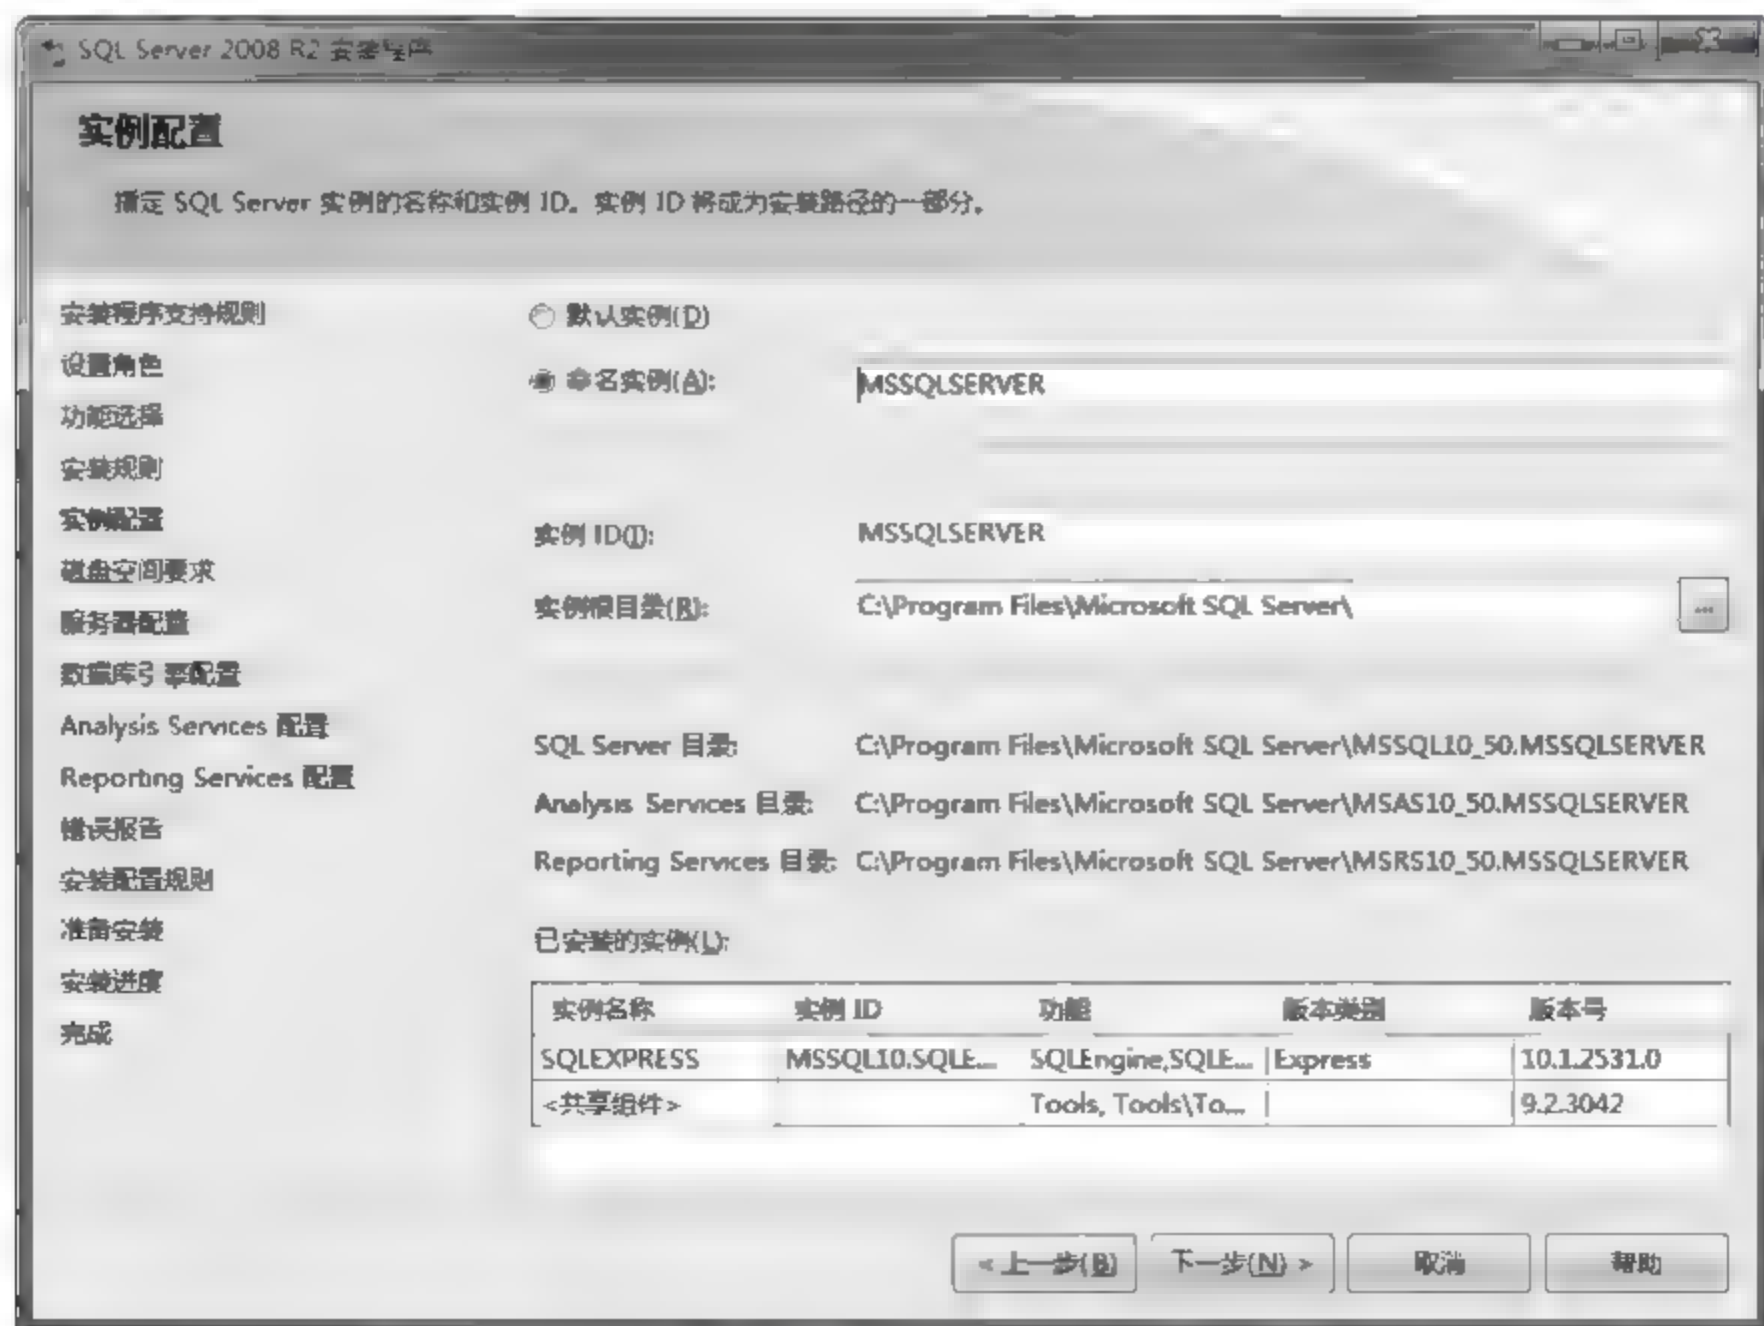 SQL Server 2008 R2 安装程序
实例配置
指定 SQL Server 实例的名称和实例 ID。实例 ID 将成为安装路径的一部分。
安装程序支持规则
设置角色
功能选择
安装规则
实例配置
磁盘空间要求
服务器配置
数据库引擎配置
Analysis Services 配置
Reporting Services 配置
错误报告
安装配置规则
准备安装
安装进度
完成
默认实例(D)
命名实例(A): MSSQLSERVER
实例 ID(I): MSSQLSERVER
实例根目录(R): C:\Program Files\Microsoft SQL Server\ ...
SQL Server 目录: C:\Program Files\Microsoft SQL Server\MSSQL10_50.MSSQLSERVER
Analysis Services 目录: C:\Program Files\Microsoft SQL Server\MSAS10_50.MSSQLSERVER
Reporting Services 目录: C:\Program Files\Microsoft SQL Server\MSRS10_50.MSSQLSERVER
已安装的实例(L):
实例名称 实例 ID 功能 版本类别 版本号
SQLEXPRESS MSSQL10.SQLE... SQLEngine,SQLE... Express 10.1.2531.0
<共享组件> Tools, Tools\To... 9.2.3042
< 上一步(B) 下一步(N) > 取消 帮助